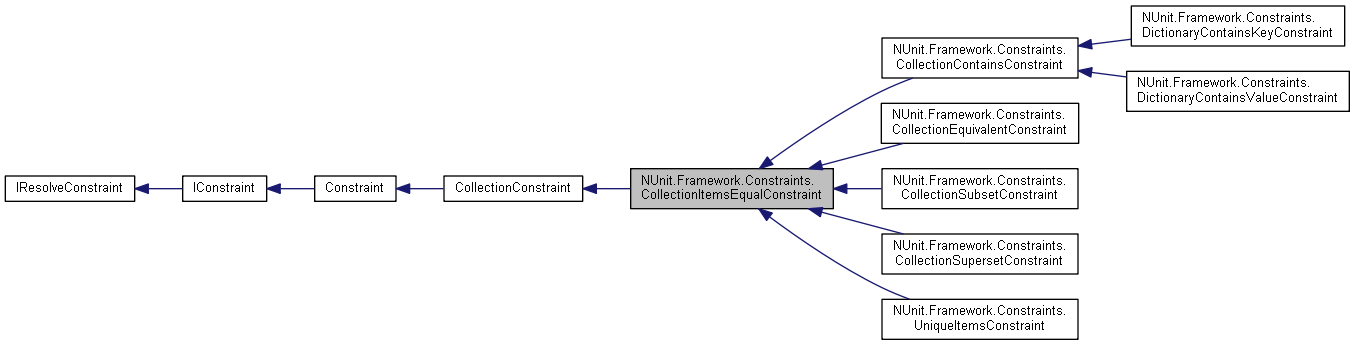 IResolveConstraint
IConstraint
Constraint
CollectionConstraint
NUnit.Framework.Constraints.
CollectionItemsEqualConstraint
NUnit.Framework.Constraints.
CollectionContainsConstraint
NUnit.Framework.Constraints.
DictionaryContainsKeyConstraint
NUnit.Framework.Constraints.
DictionaryContainsValueConstraint
NUnit.Framework.Constraints.
CollectionEquivalentConstraint
NUnit.Framework.Constraints.
CollectionSubsetConstraint
NUnit.Framework.Constraints.
CollectionSupersetConstraint
NUnit.Framework.Constraints.
UniqueItemsConstraint